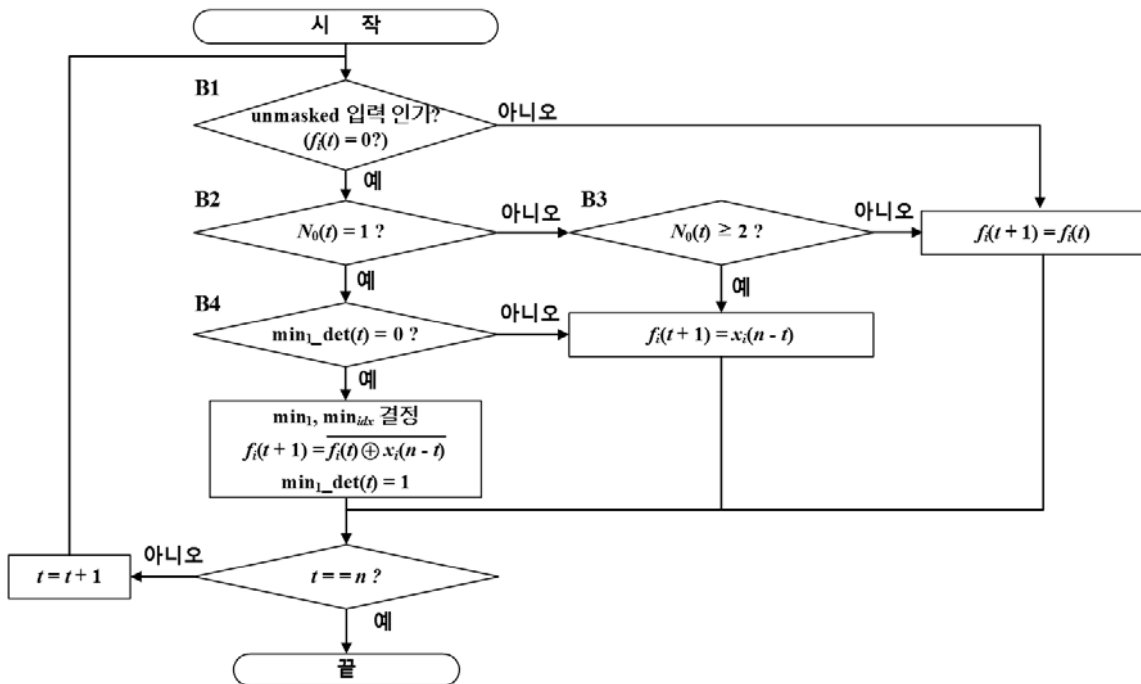 시 작
B1
unmasked 입력 인가?
(fᵢ(t) = 0?)
아니오
예
B2
N₀(t) = 1 ?
아니오
B3
N₀(t) ≥ 2 ?
아니오
fᵢ(t + 1) = fᵢ(t)
예
예
B4
min₁_det(t) = 0 ?
아니오
fᵢ(t + 1) = xᵢ(n - t)
예
min₁, min_idx 결정
fᵢ(t + 1) = \overline{fᵢ(t) ⊕ xᵢ(n - t)}
min₁_det(t) = 1
아니오
t = t + 1
t = = n ?
예
끝